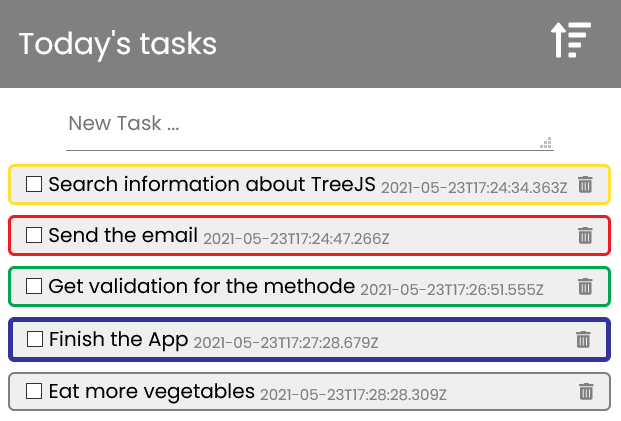 Today's tasks
New Task ...
Search information about TreeJS 2021-05-23T17:24:34.363Z
Send the email 2021-05-23T17:24:47.266Z
Get validation for the methode 2021-05-23T17:26:51.555Z
Finish the App 2021-05-23T17:27:28.679Z
Eat more vegetables 2021-05-23T17:28:28.309Z